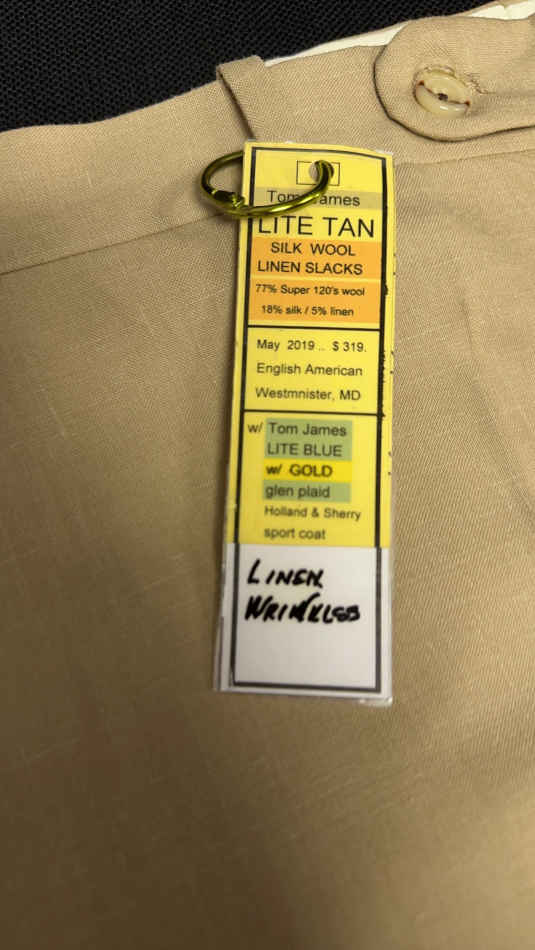 Tom James
LITE TAN
SILK WOOL
LINEN SLACKS
77% Super 120's wool
18% silk / 5% linen
May 2019 .. $ 319.
English American
Westmnister, MD
w/ Tom James
LITE BLUE
w/ GOLD
glen plaid
Holland & Sherry
sport coat
LINEN
WRINKLES